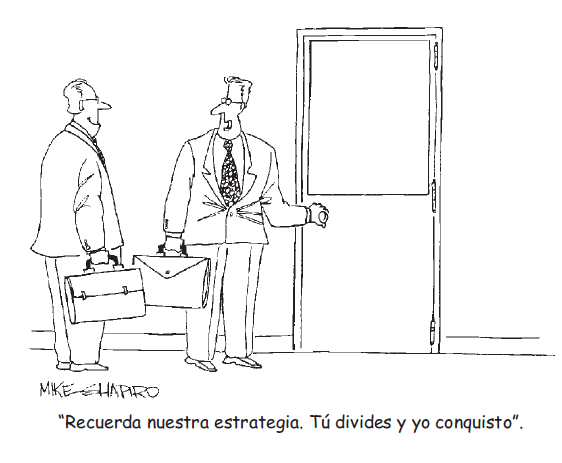 MIKE SHAPIRO
“Recuerda nuestra estrategia. Tú divides y yo conquisto”.